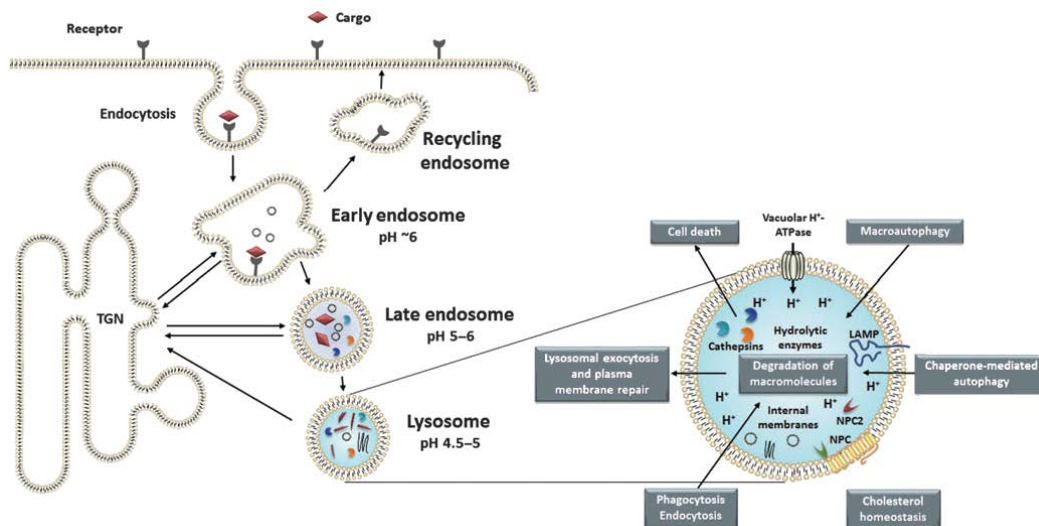 Cargo
Receptor
Endocytosis
Recycling
endosome
Early endosome
pH ~6
TGN
Late endosome
pH 5–6
Lysosome
pH 4.5–5
Vacuolar H⁺-
ATPase
Cell death
Macroautophagy
H⁺
H⁺
H⁺
H⁺
Cathepsins
Hydrolytic
enzymes
LAMP
Lysosomal exocytosis
and plasma
membrane repair
Degradation of
macromolecules
Chaperone-mediated
autophagy
H⁺
H⁺
H⁺
H⁺
Internal
membranes
NPC2
NPC
Phagocytosis
Endocytosis
Cholesterol
homeostasis